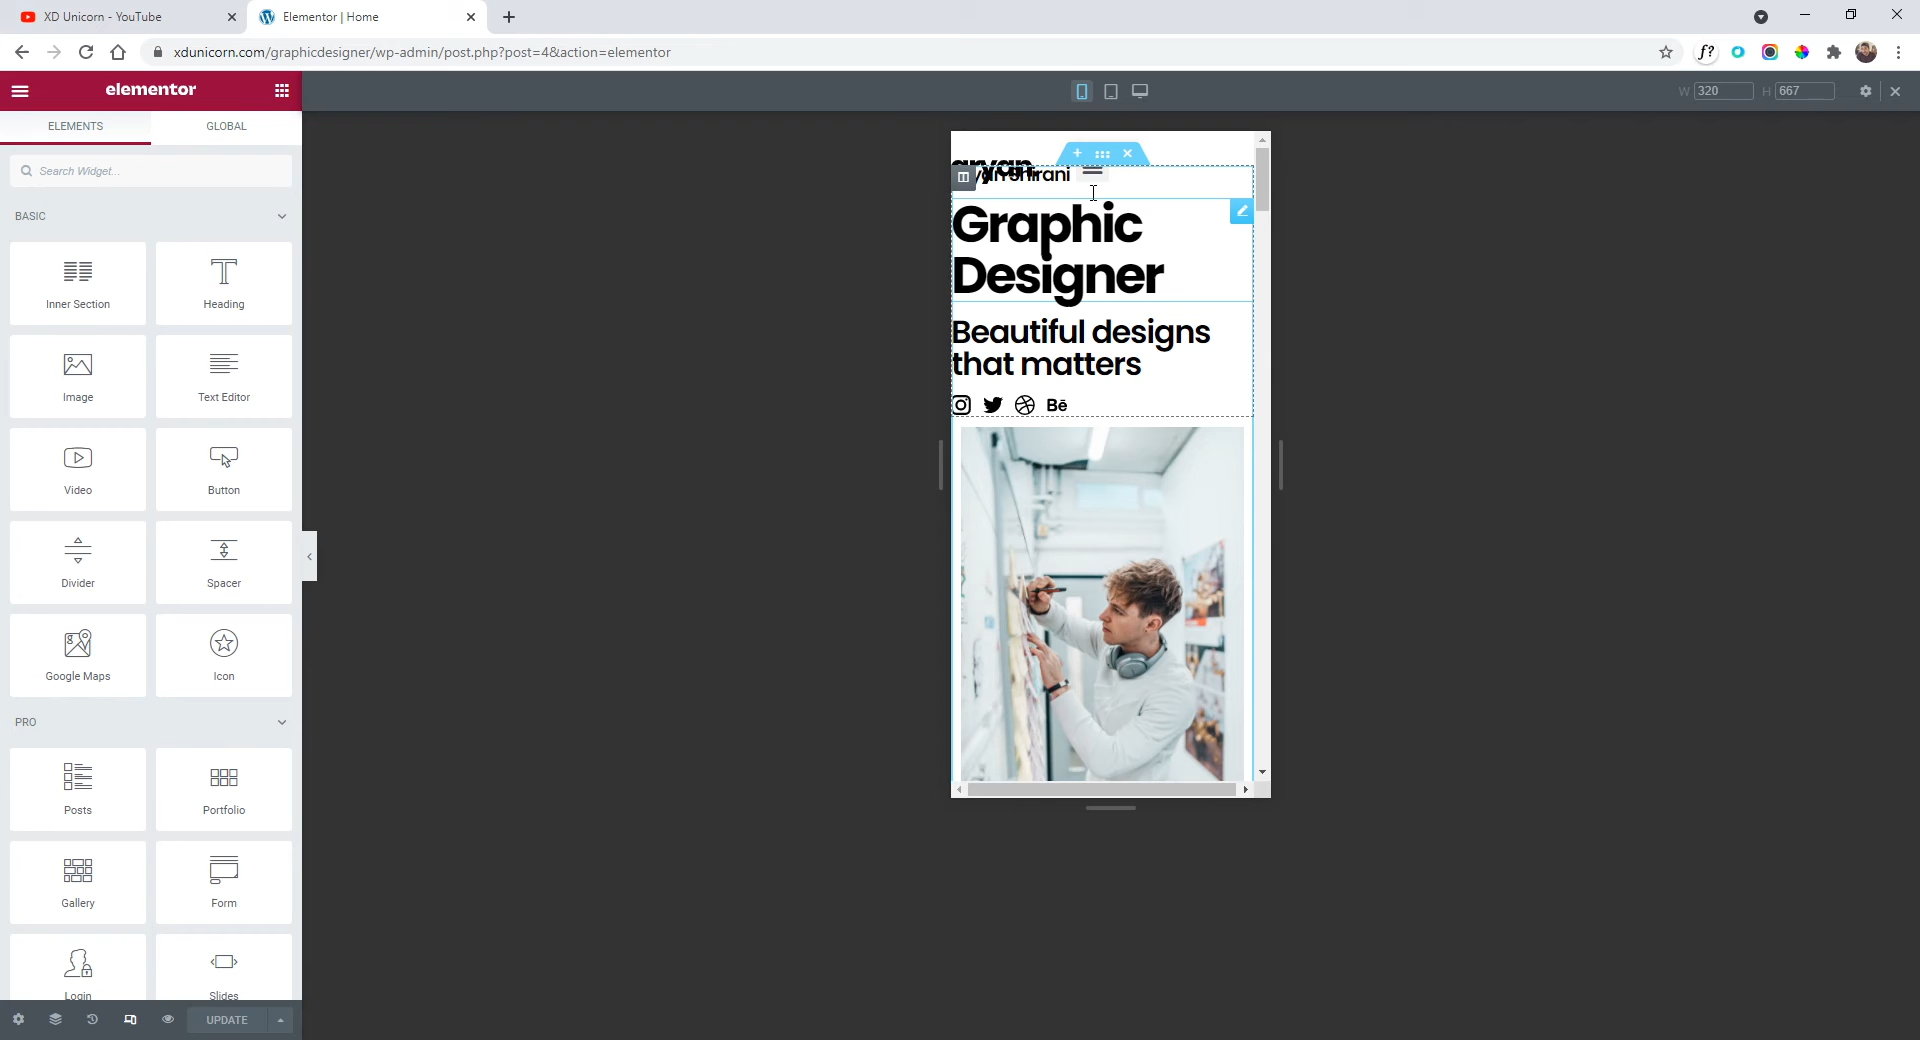 XD Unicorn - YouTube
Elementor | Home
xdunicorn.com/graphicdesigner/wp-admin/post.php?post=4&action=elementor
f?
elementor
W 320 H 667
ELEMENTS
GLOBAL
Search Widget...
BASIC
Inner Section
Heading
Image
Text Editor
Video
Button
Divider
Spacer
Google Maps
Icon
PRO
Posts
Portfolio
Gallery
Form
Login
Slides
UPDATE
aryan.
shirani
Graphic
Designer
Beautiful designs
that matters
Bē